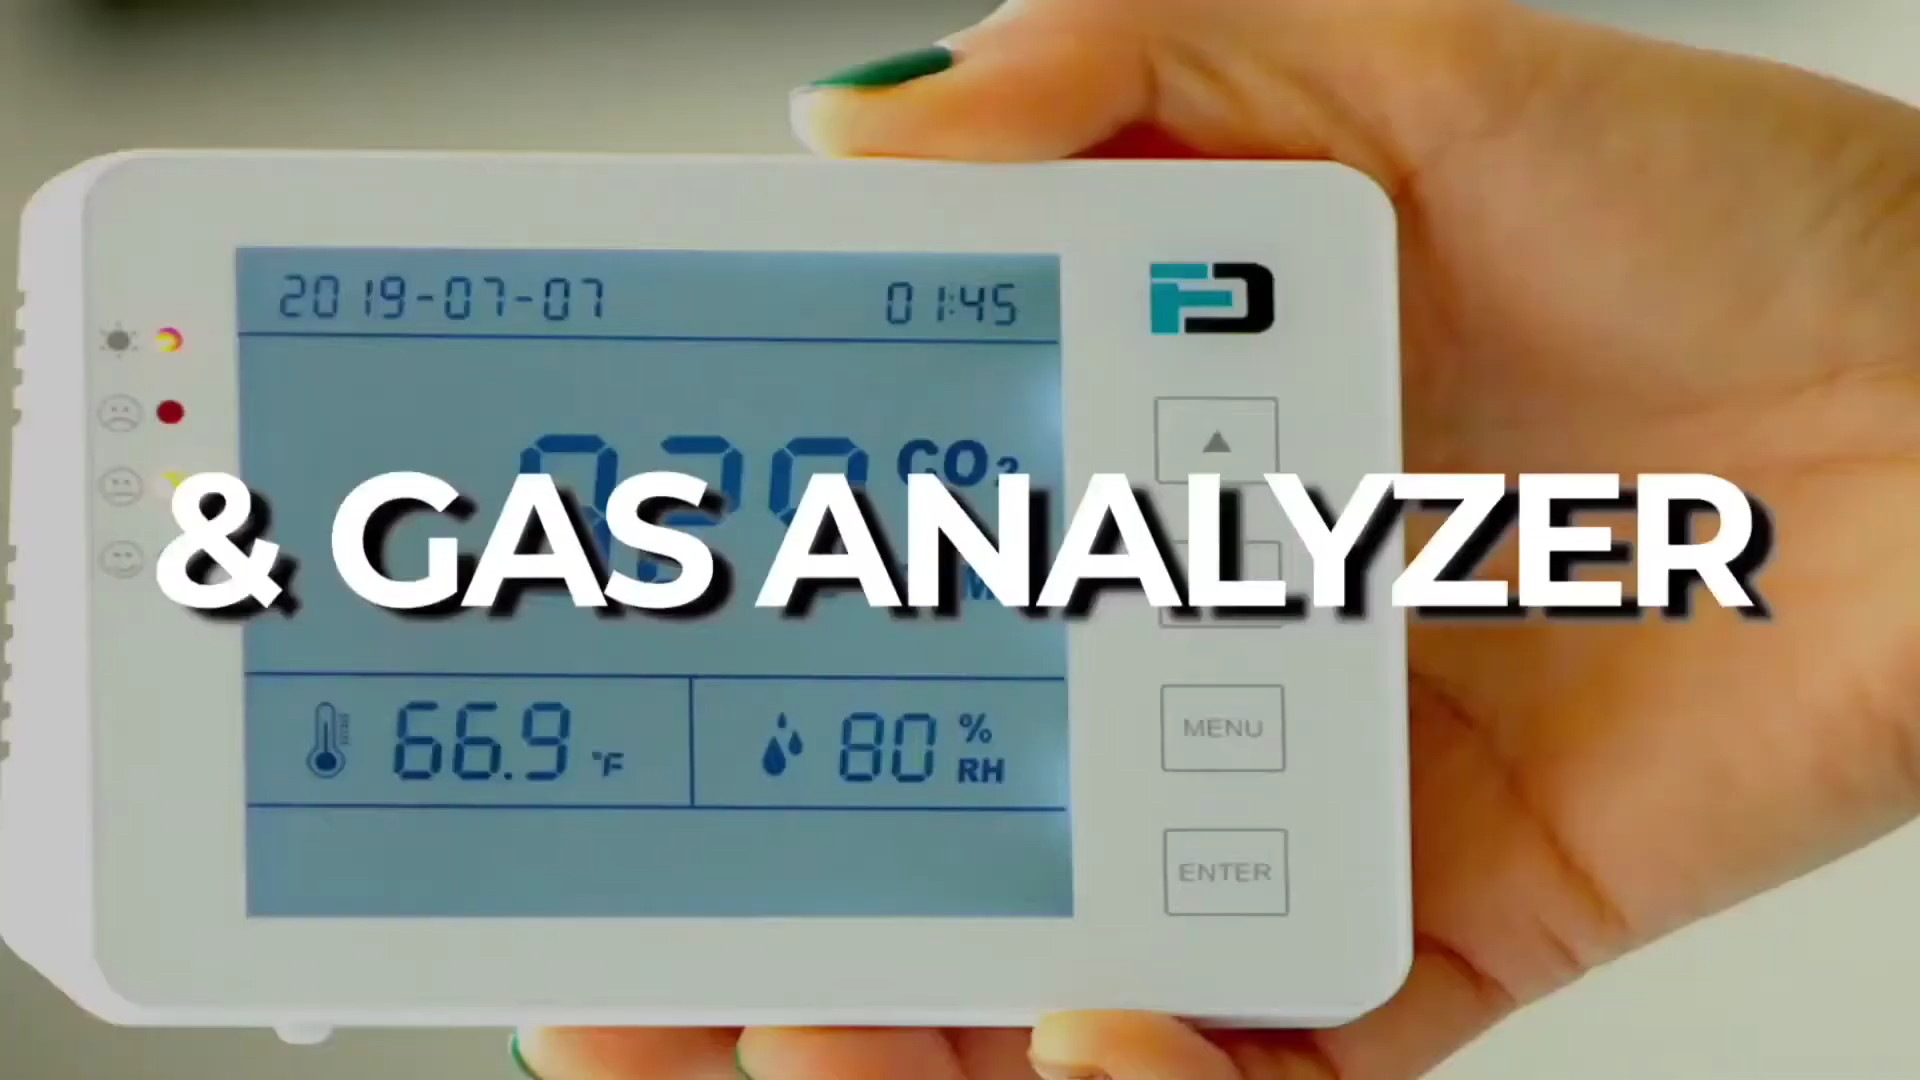 2019-07-07 01:45
CO₂
& GAS ANALYZER
66.9 °F 80 % RH
MENU
ENTER